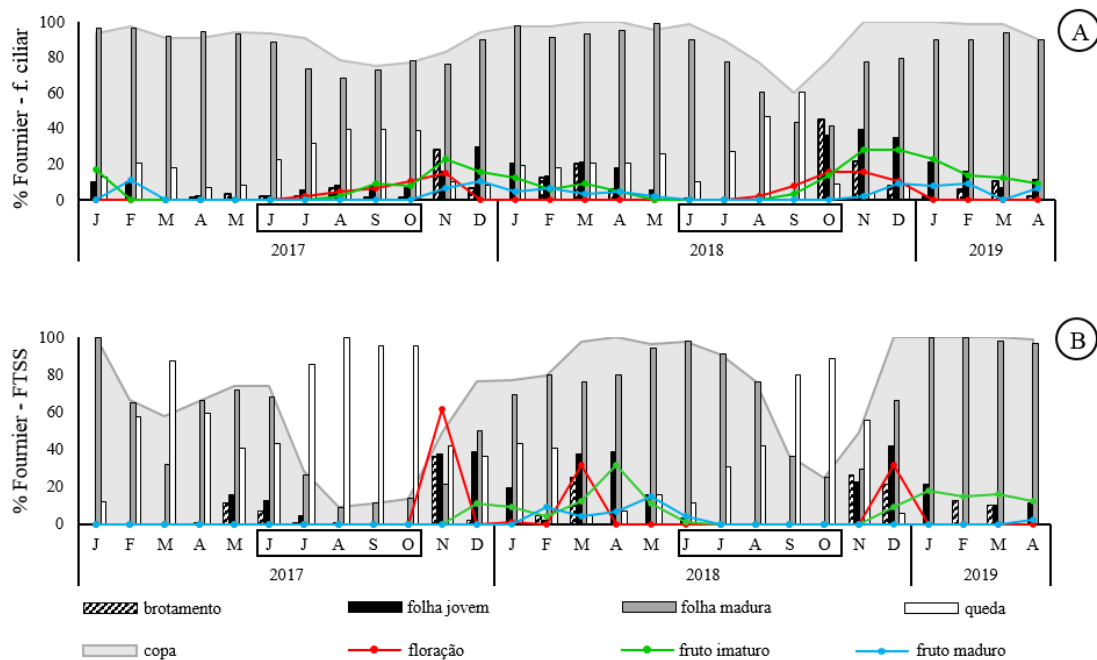 % Fournier - f. ciliar
100
80
60
40
20
0
A
J F M A M J J A S O N D J F M A M J J A S O N D J F M A
2017 2018 2019
% Fournier - FTSS
100
80
60
40
20
0
B
J F M A M J J A S O N D J F M A M J J A S O N D J F M A
2017 2018 2019
brotamento folha jovem folha madura queda
copa floração fruto imaturo fruto maduro